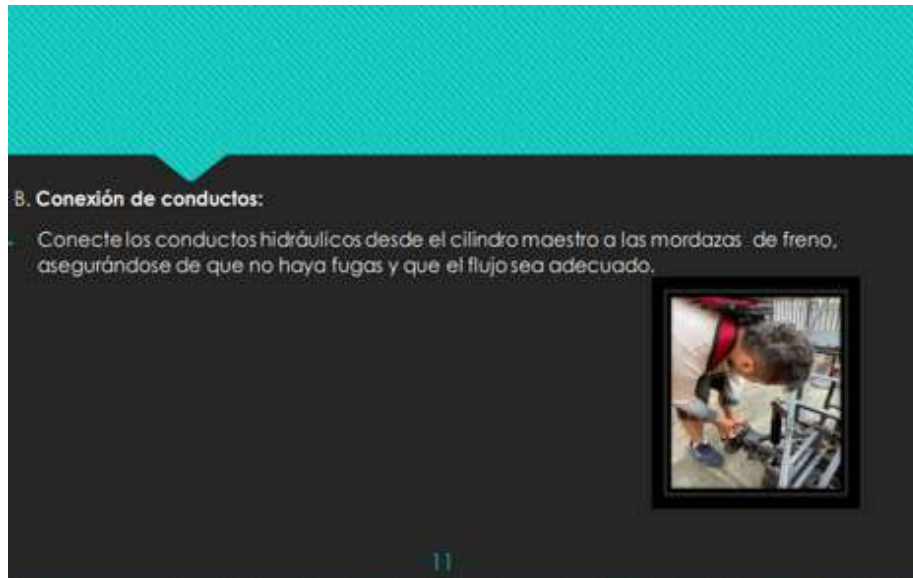 B. Conexión de conductos:
Conecte los conductos hidráulicos desde el cilindro maestro a las mordazas de freno,
asegurándose de que no haya fugas y que el flujo sea adecuado.
11